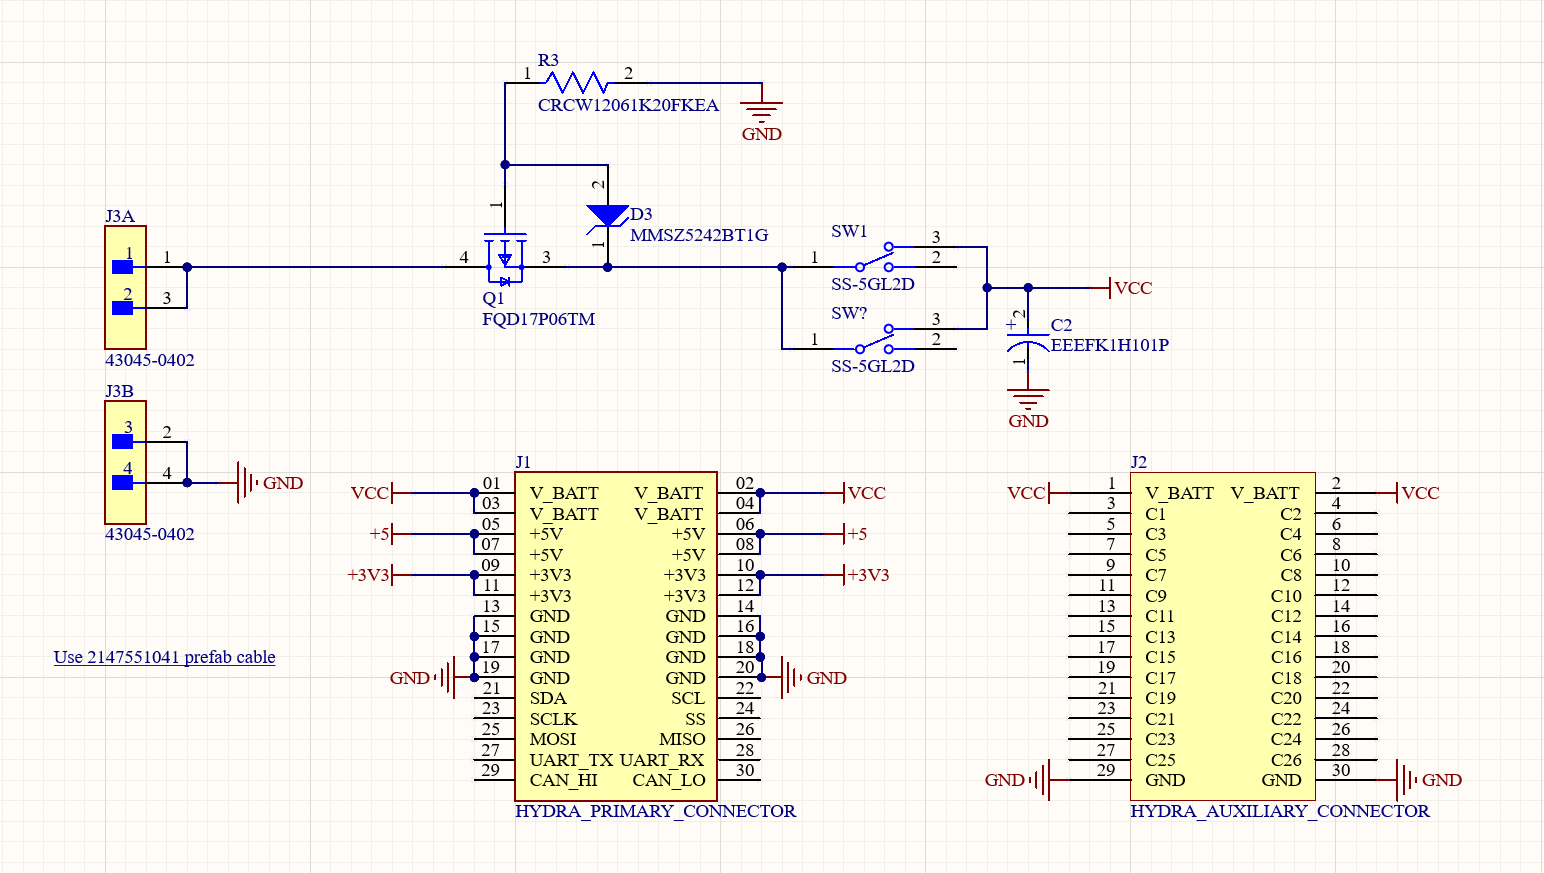 R3
1 2
CRCW12061K20FKEA
GND
1 2
J3A
1 1
2 3
43045-0402
4 3
Q1
FQD17P06TM
D3
MMSZ5242BT1G
1
SW1
1 3
2
SS-5GL2D
SW?
1 3
2
SS-5GL2D
VCC
+ 2
C2
EEEFK1H101P
1
GND
J3B
3 2
4 4
GND
43045-0402
J1
VCC 01 V_BATT V_BATT 02 VCC
03 V_BATT V_BATT 04
+5 05 +5V +5V 06 +5
07 +5V +5V 08
+3V3 09 +3V3 +3V3 10 +3V3
11 +3V3 +3V3 12
13 GND GND 14
15 GND GND 16
17 GND GND 18
GND 19 GND GND 20 GND
21 SDA SCL 22
23 SCLK SS 24
25 MOSI MISO 26
27 UART_TX UART_RX 28
29 CAN_HI CAN_LO 30
HYDRA_PRIMARY_CONNECTOR
Use 2147551041 prefab cable
J2
VCC 1 V_BATT V_BATT 2 VCC
3 C1 C2 4
5 C3 C4 6
7 C5 C6 8
9 C7 C8 10
11 C9 C10 12
13 C11 C12 14
15 C13 C14 16
17 C15 C16 18
19 C17 C18 20
21 C19 C20 22
23 C21 C22 24
25 C23 C24 26
27 C25 C26 28
GND 29 GND GND 30 GND
HYDRA_AUXILIARY_CONNECTOR